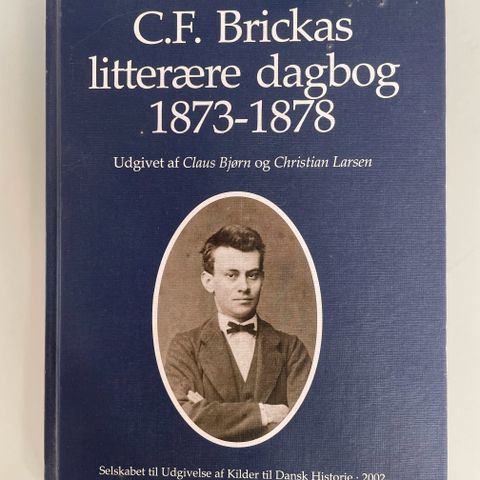 C.F. Brickas
litterære dagbog
1873-1878
Udgivet af Claus Bjørn og Christian Larsen
Selskabet til Udgivelse af Kilder til Dansk Historie · 2002